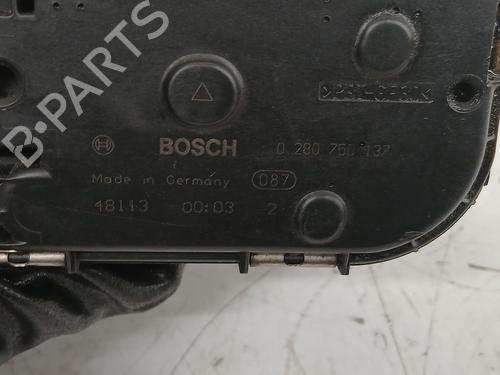 B-PARTS
BOSCH 0 280 750 137
Made in Germany 087
48113 00:03 2